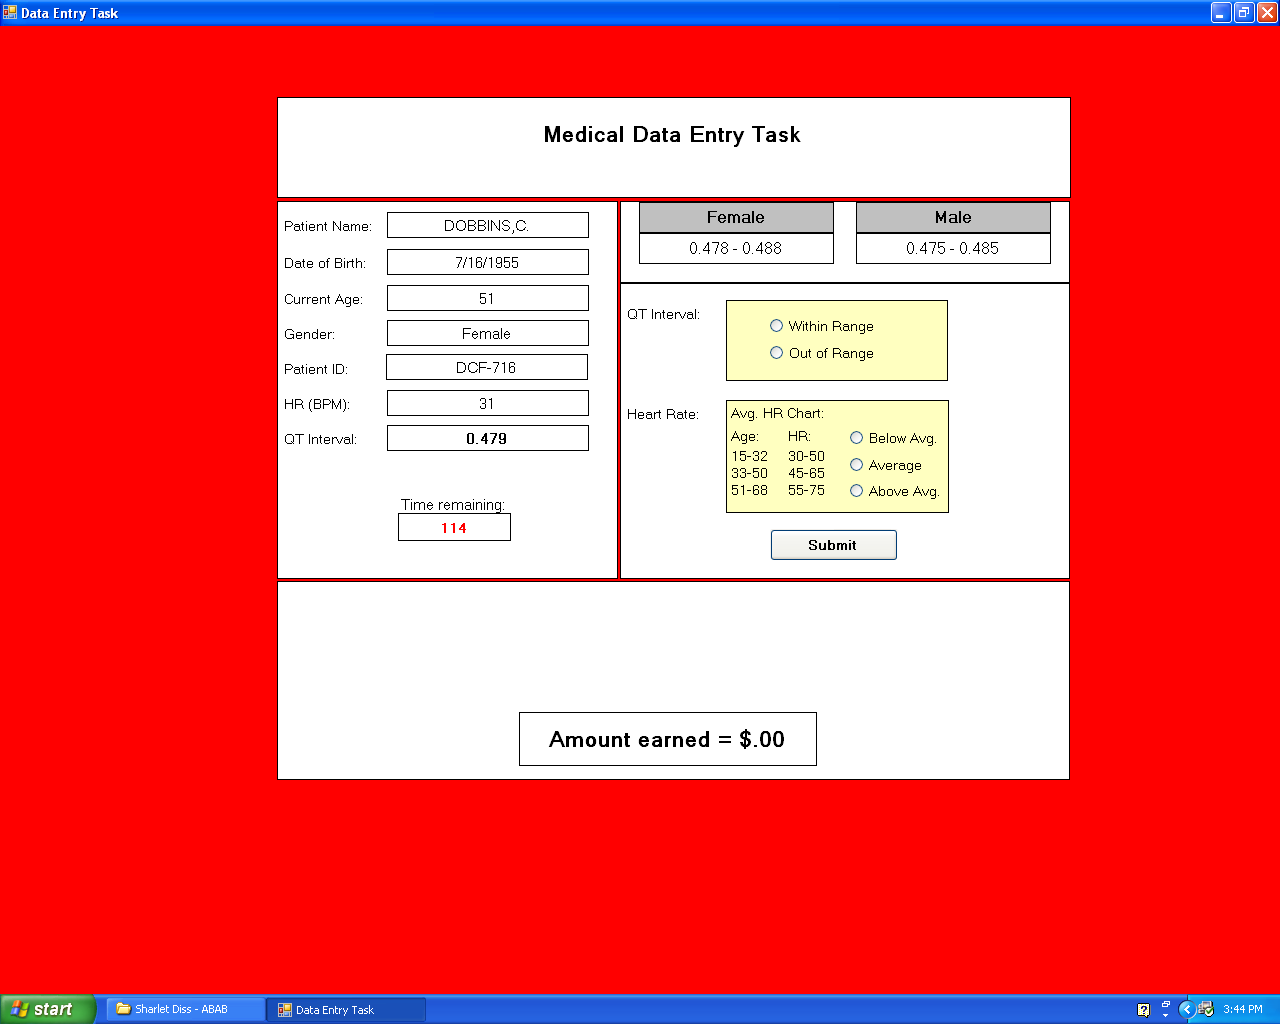 Data Entry Task
Medical Data Entry Task
Patient Name: DOBBINS,C.
Date of Birth: 7/16/1955
Current Age: 51
Gender: Female
Patient ID: DCF-716
HR (BPM): 31
QT Interval: 0.479
Time remaining:
114
Female Male
0.478 - 0.488 0.475 - 0.485
QT Interval:
Within Range
Out of Range
Heart Rate:
Avg. HR Chart:
Age: HR:
15-32 30-50
33-50 45-65
51-68 55-75
Below Avg.
Average
Above Avg.
Submit
Amount earned = $.00
start Sharlet Diss - ABAB Data Entry Task 3:44 PM